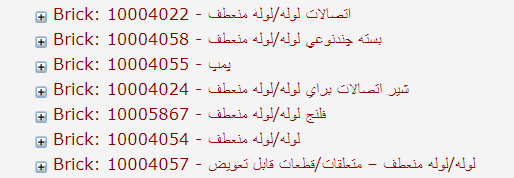 Brick: 10004022 - اتصالات لوله/لوله منعطف
Brick: 10004058 - بسته چندنوعي لوله/لوله منعطف
Brick: 10004055 - پمپ
Brick: 10004024 - شير اتصالات براي لوله/لوله منعطف
Brick: 10005867 - فلنج لوله/لوله منعطف
Brick: 10004054 - لوله/لوله منعطف
Brick: 10004057 - لوله/لوله منعطف – متعلقات/قطعات قابل تعويض